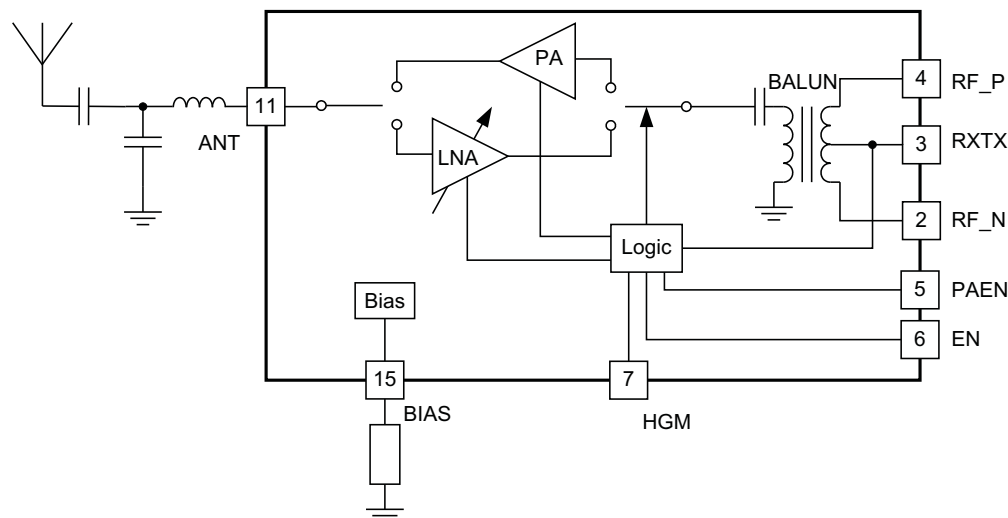 PA
BALUN
4
RF_P
11
ANT
LNA
3
RXTX
2
RF_N
Logic
Bias
5
PAEN
6
EN
15
BIAS
7
HGM